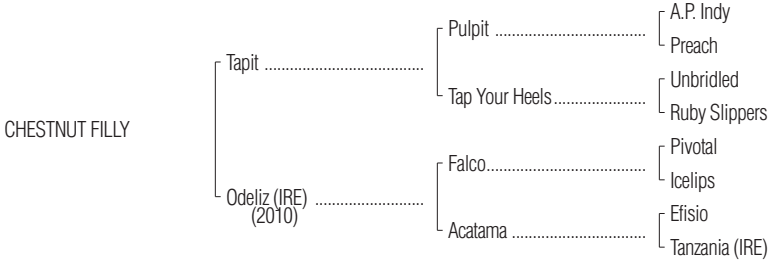 A.P. Indy
Pulpit ........................................
Preach
Tapit ..........................................
Unbridled
Tap Your Heels........................
Ruby Slippers
CHESTNUT FILLY
Pivotal
Falco..........................................
Icelips
Odeliz (IRE) .............................
(2010)
Efisio
Acatama ...................................
Tanzania (IRE)